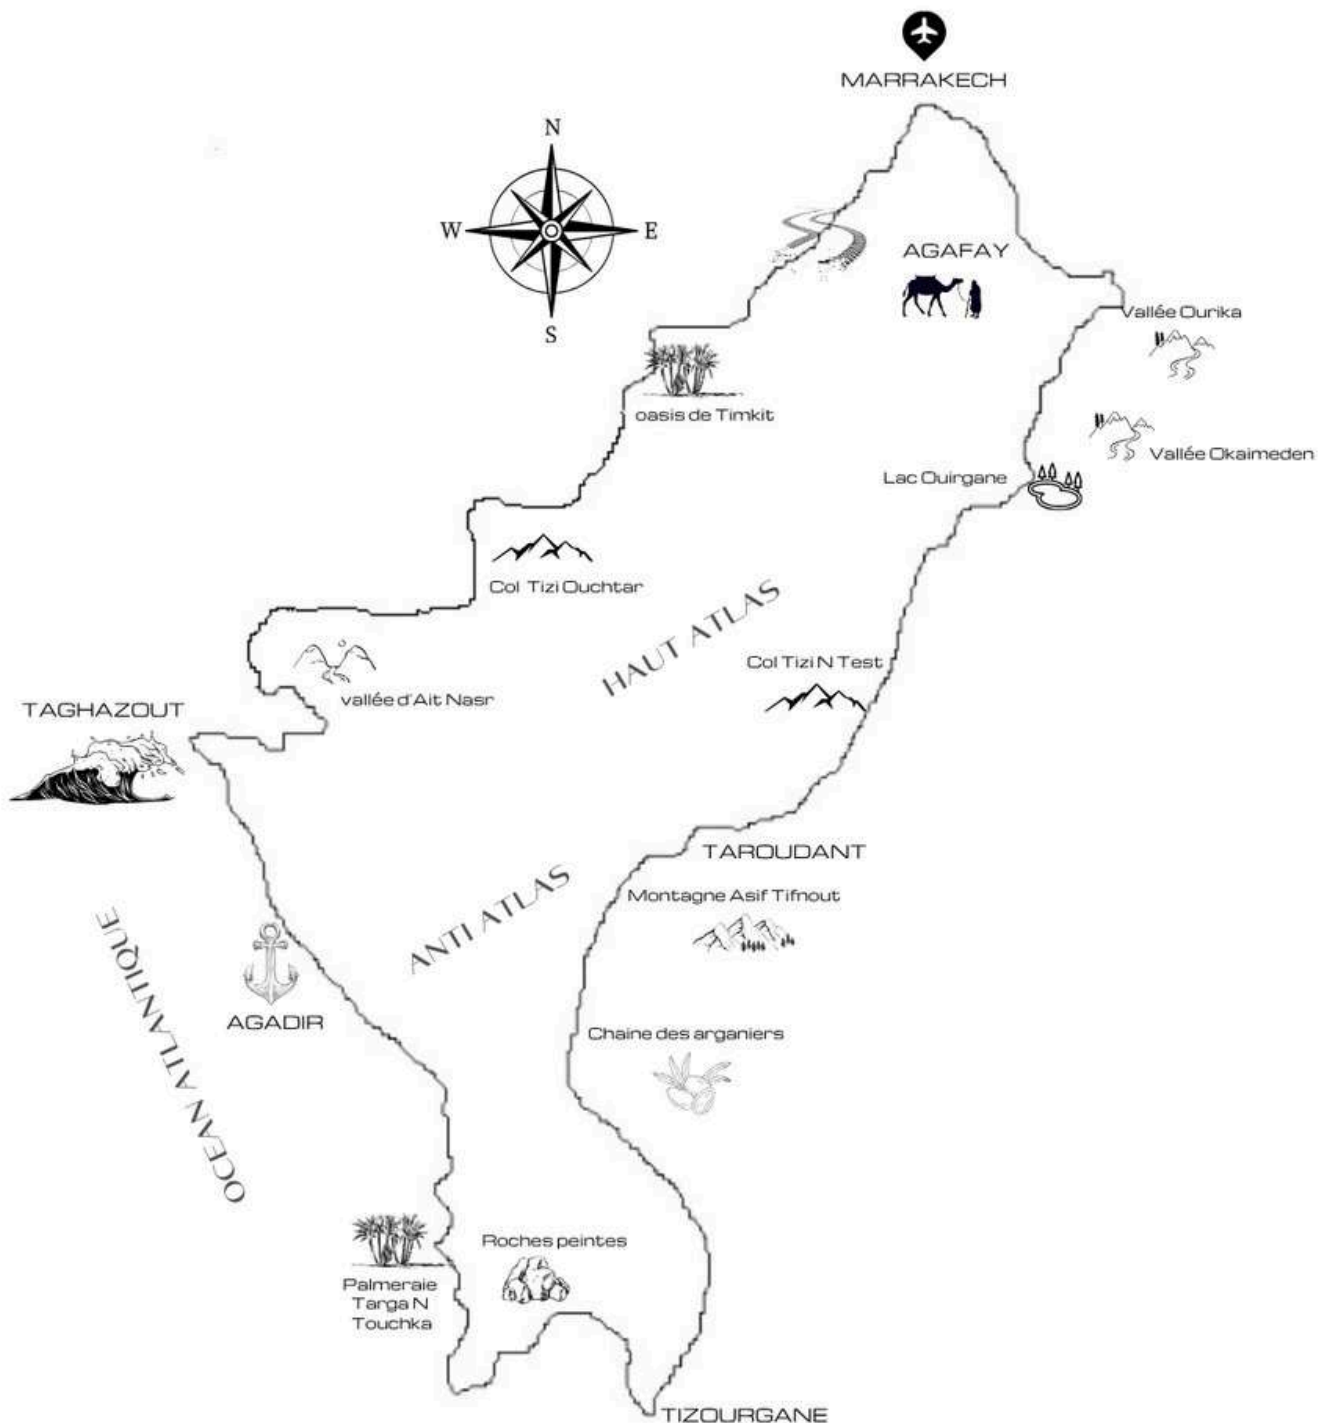 MARRAKECH
N
W
E
S
AGAFAY
Vallée Ourika
oasis de Timkit
Vallée Okaimeden
Lac Ouirgane
Col Tizi Ouchtar
HAUT ATLAS
Col Tizi N Test
vallée d'Ait Nasr
TAGHAZOUT
TAROUDANT
ANTI ATLAS
Montagne Asif Tifnout
OCEAN ATLANTIQUE
AGADIR
Chaine des arganiers
Roches peintes
Palmeraie
Targa N
Touchka
TIZOURGANE